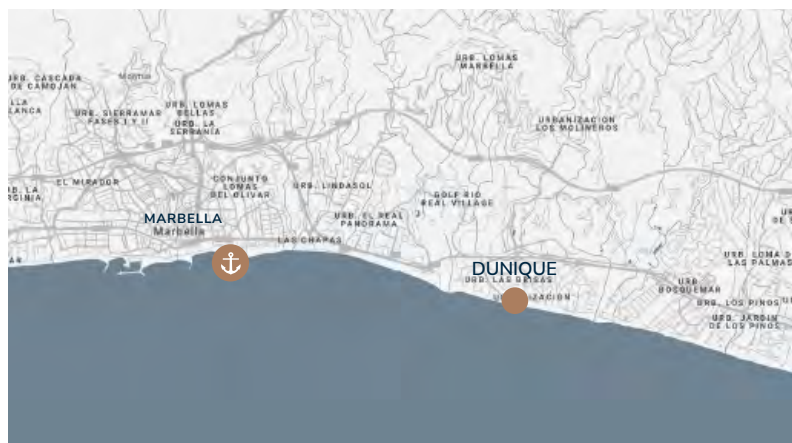 URB. LOMAS
MARBELLA
URB. CASCADA
DE CAMOJAN
URB. LOMAS
BELLAS
URB. LA
SERRANIA
URB. SIERRAMAR
FASES I Y II
URBANIZACION
LOS MOLINEROS
EL MIRADOR
CONJUNTO
LOMAS
DEL OLIVAR
URB. LINDASOL
GOLF RIO
REAL VILLAGE
MARBELLA
Marbella
URB. EL REAL
PANORAMA
LAS CHAPAS
DUNIQUE
URB. LAS BRISAS
URB. LOMA D
LAS PALMAS
URB.
BOSQUEMAR
URB. LOS PINOS
URB. JARDIN
DE LOS PINOS